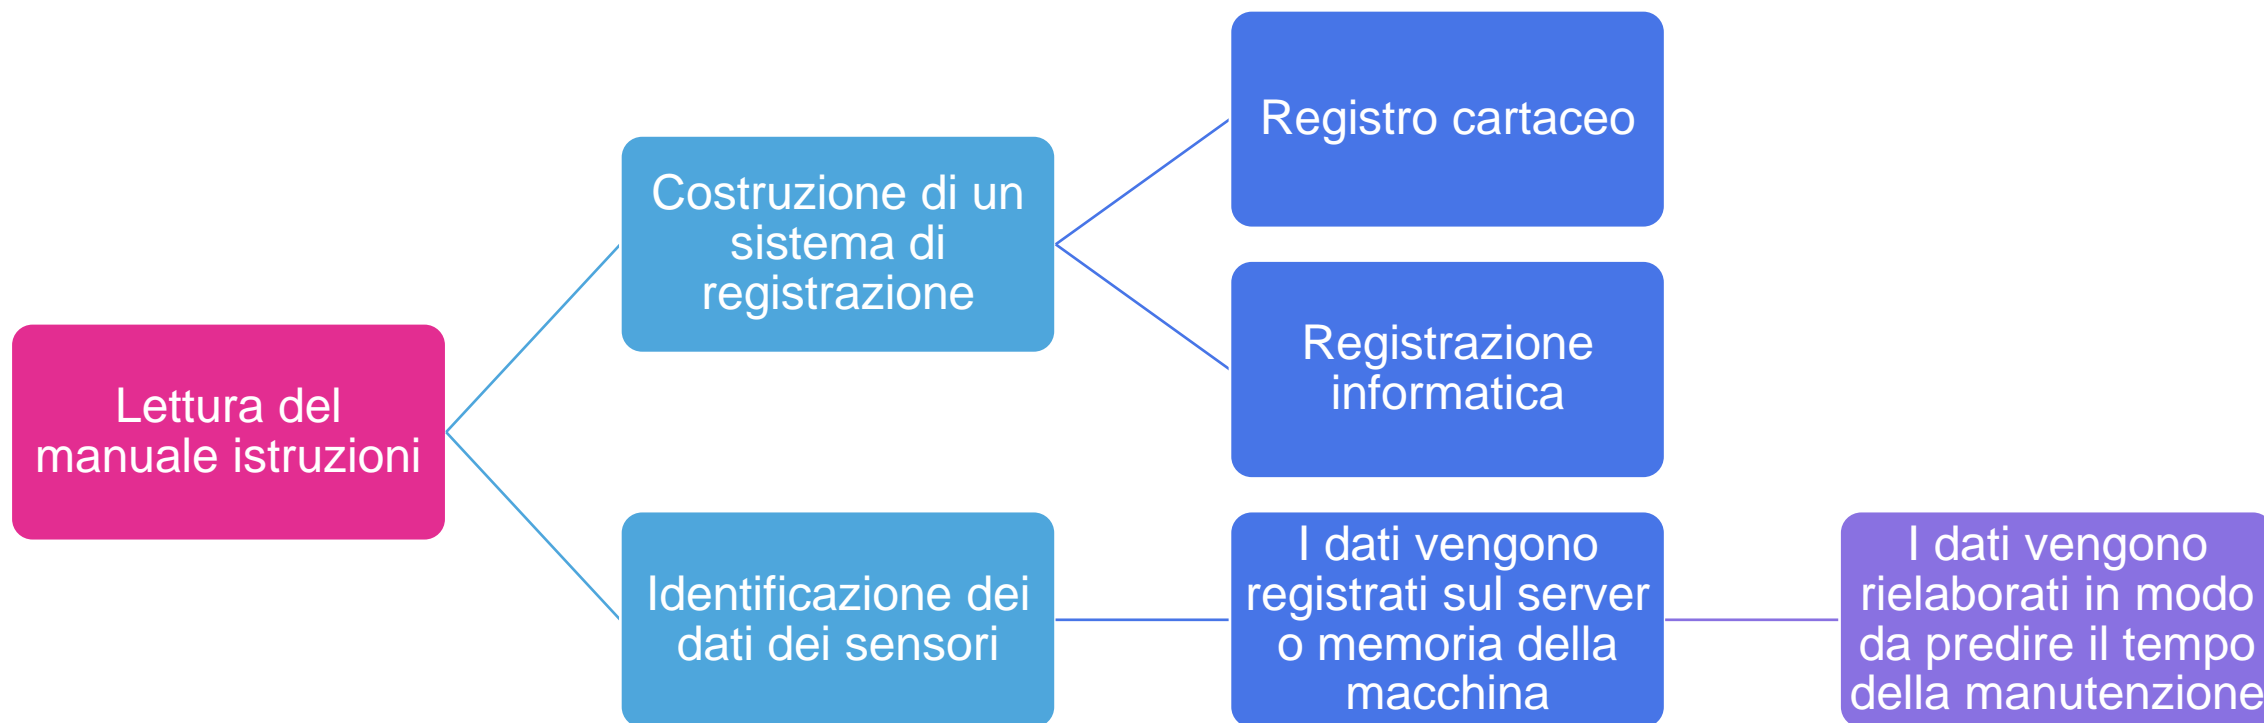 Registro cartaceo
Costruzione di un
sistema di
registrazione
Registrazione
informatica
Lettura del
manuale istruzioni
Identificazione dei
dati dei sensori
I dati vengono
registrati sul server
o memoria della
macchina
I dati vengono
rielaborati in modo
da predire il tempo
della manutenzione